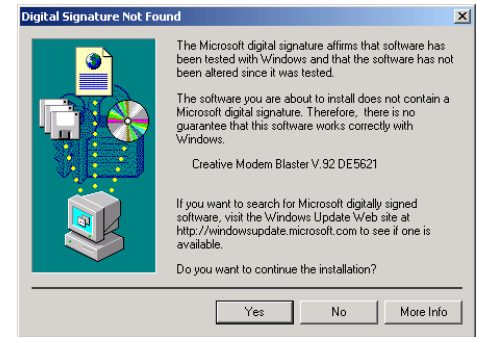 Digital Signature Not Found
The Microsoft digital signature affirms that software has
been tested with Windows and that the software has not
been altered since it was tested.
The software you are about to install does not contain a
Microsoft digital signature. Therefore, there is no
guarantee that this software works correctly with
Windows.
Creative Modem Blaster V.92 DE5621
If you want to search for Microsoft digitally signed
software, visit the Windows Update Web site at
http://windowsupdate.microsoft.com to see if one is
available.
Do you want to continue the installation?
Yes No More Info